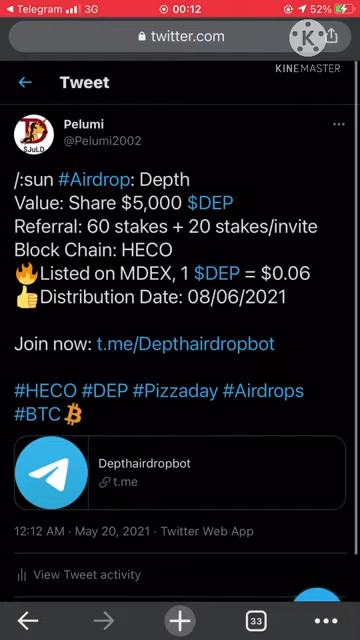 Telegram 3G 00:12 52%
twitter.com
K
KINEMASTER
Tweet
Pelumi
$JuLD
@Pelumi2002
/:sun #Airdrop: Depth
Value: Share $5,000 $DEP
Referral: 60 stakes + 20 stakes/invite
Block Chain: HECO
🔥Listed on MDEX, 1 $DEP = $0.06
👍Distribution Date: 08/06/2021
Join now: t.me/Depthairdropbot
#HECO #DEP #Pizzaday #Airdrops
#BTC
Depthairdropbot
t.me
12:12 AM · May 20, 2021 · Twitter Web App
View Tweet activity
33